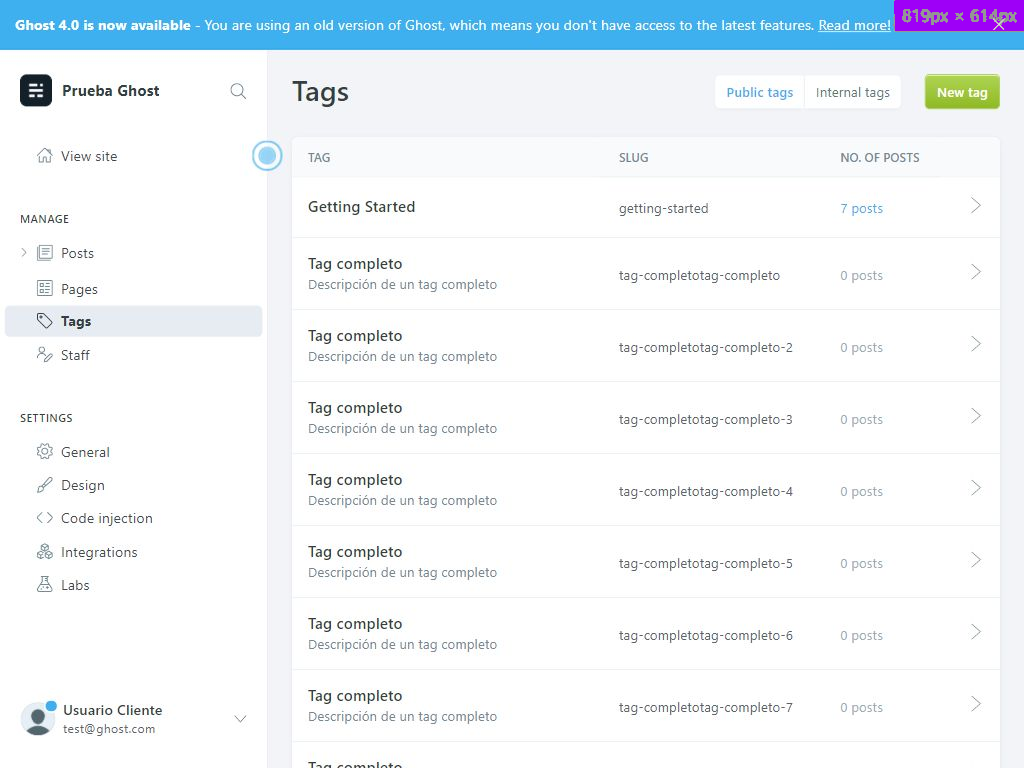 Ghost 4.0 is now available - You are using an old version of Ghost, which means you don't have access to the latest features. Read more!
819px × 614px
Prueba Ghost
View site
MANAGE
Posts
Pages
Tags
Staff
SETTINGS
General
Design
Code injection
Integrations
Labs
Usuario Cliente
test@ghost.com
Tags
Public tags
Internal tags
New tag
TAG SLUG NO. OF POSTS
Getting Started getting-started 7 posts
Tag completo
Descripción de un tag completo
tag-completotag-completo 0 posts
Tag completo
Descripción de un tag completo
tag-completotag-completo-2 0 posts
Tag completo
Descripción de un tag completo
tag-completotag-completo-3 0 posts
Tag completo
Descripción de un tag completo
tag-completotag-completo-4 0 posts
Tag completo
Descripción de un tag completo
tag-completotag-completo-5 0 posts
Tag completo
Descripción de un tag completo
tag-completotag-completo-6 0 posts
Tag completo
Descripción de un tag completo
tag-completotag-completo-7 0 posts
Tag completo